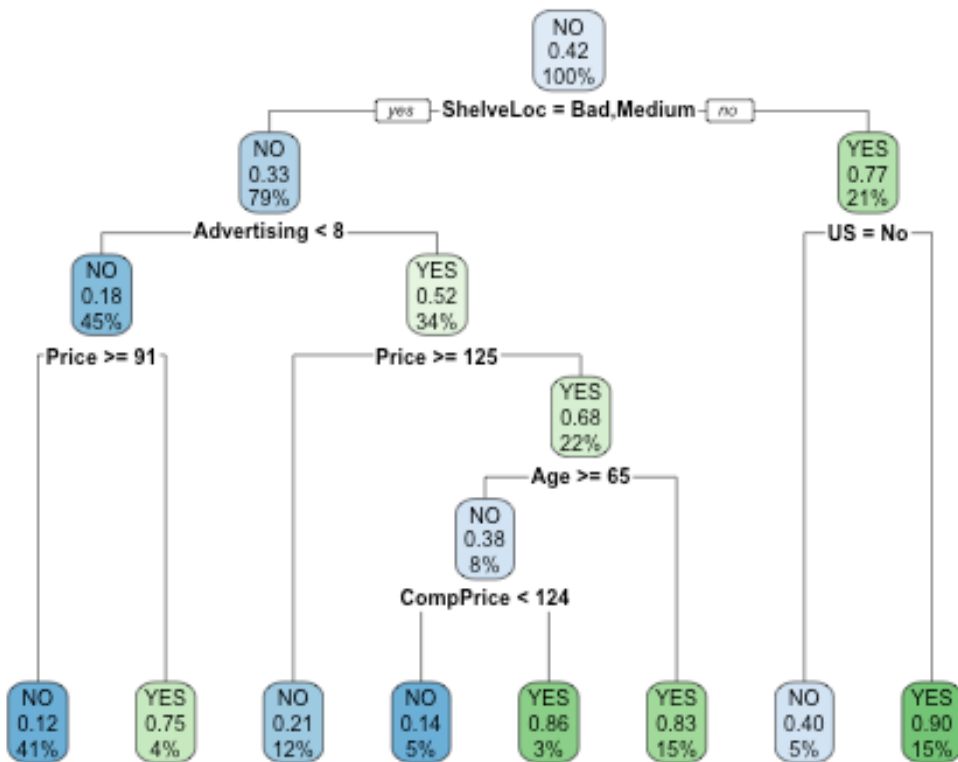 NO
0.42
100%
yes ShelveLoc = Bad,Medium no
NO
0.33
79%
YES
0.77
21%
Advertising < 8
US = No
NO
0.18
45%
YES
0.52
34%
Price >= 91
Price >= 125
YES
0.68
22%
Age >= 65
NO
0.38
8%
CompPrice < 124
NO
0.12
41%
YES
0.75
4%
NO
0.21
12%
NO
0.14
5%
YES
0.86
3%
YES
0.83
15%
NO
0.40
5%
YES
0.90
15%